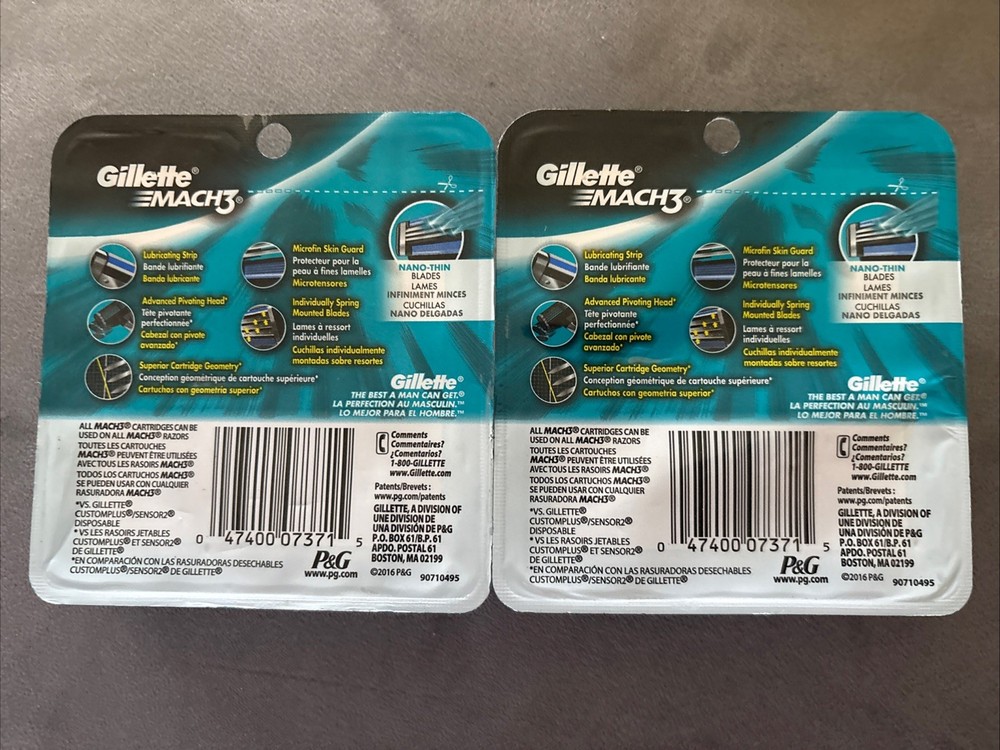 Gillette®
MACH3®
Lubricating Strip
Bande lubrifiante
Banda lubricante
Advanced Pivoting Head*
Tête pivotante
perfectionnée*
Cabezal con pivote
avanzado*
Superior Cartridge Geometry*
Conception géometrique de cartouche supérieure*
Cartuchos con geometria superior*
Microfin Skin Guard
Protecteur pour la
peau à fines lamelles
Microtensores
Individually Spring
Mounted Blades
Lames à ressort
individuelles
Cuchillas individualmente
montadas sobre resortes
NANO-THIN
BLADES
LAMES
INFINIMENT MINCES
CUCHILLAS
NANO DELGADAS
Gillette®
THE BEST A MAN CAN GET.®
LA PERFECTION AU MASCULIN.™
LO MEJOR PARA EL HOMBRE.™
ALL MACH3® CARTRIDGES CAN BE
USED ON ALL MACH3® RAZORS
TOUTES LES CARTOUCHES
MACH3® PEUVENT ÊTRE UTILISÉES
AVEC TOUS LES RASOIRS MACH3®
TODOS LOS CARTUCHOS MACH3®
SE PUEDEN USAR CON CUALQUIER
RASURADORA MACH3®
*VS. GILLETTE®
CUSTOMPLUS®/SENSOR2®
DISPOSABLE
*VS LES RASOIRS JETABLES
CUSTOMPLUS® ET SENSOR2®
DE GILLETTE®
*EN COMPARACIÓN CON LAS RASURADORAS DESECHABLES
CUSTOMPLUS®/SENSOR2® DE GILLETTE®
0 47400 07371 5
P&G
www.pg.com
Comments
Commentaires?
¿Comentarios?
1-800-GILLETTE
www.Gillette.com
Patents/Brevets:
www.pg.com/patents
GILLETTE, A DIVISION OF
UNE DIVISION DE
UNA DIVISIÓN DE P&G
P.O. BOX 61/B.P. 61
APDO. POSTAL 61
BOSTON, MA 02199
©2016 P&G 90710495
Gillette®
MACH3®
Lubricating Strip
Bande lubrifiante
Banda lubricante
Advanced Pivoting Head*
Tête pivotante
perfectionnée*
Cabezal con pivote
avanzado*
Superior Cartridge Geometry*
Conception géometrique de cartouche supérieure*
Cartuchos con geometria superior*
Microfin Skin Guard
Protecteur pour la
peau à fines lamelles
Microtensores
Individually Spring
Mounted Blades
Lames à ressort
individuelles
Cuchillas individualmente
montadas sobre resortes
NANO-THIN
BLADES
LAMES
INFINIMENT MINCES
CUCHILLAS
NANO DELGADAS
Gillette®
THE BEST A MAN CAN GET.®
LA PERFECTION AU MASCULIN.™
LO MEJOR PARA EL HOMBRE.™
ALL MACH3® CARTRIDGES CAN BE
USED ON ALL MACH3® RAZORS
TOUTES LES CARTOUCHES
MACH3® PEUVENT ÊTRE UTILISÉES
AVEC TOUS LES RASOIRS MACH3®
TODOS LOS CARTUCHOS MACH3®
SE PUEDEN USAR CON CUALQUIER
RASURADORA MACH3®
*VS. GILLETTE®
CUSTOMPLUS®/SENSOR2®
DISPOSABLE
*VS LES RASOIRS JETABLES
CUSTOMPLUS® ET SENSOR2®
DE GILLETTE®
*EN COMPARACIÓN CON LAS RASURADORAS DESECHABLES
CUSTOMPLUS®/SENSOR2® DE GILLETTE®
0 47400 07371 5
P&G
www.pg.com
Comments
Commentaires?
¿Comentarios?
1-800-GILLETTE
www.Gillette.com
Patents/Brevets:
www.pg.com/patents
GILLETTE, A DIVISION OF
UNE DIVISION DE
UNA DIVISIÓN DE P&G
P.O. BOX 61/B.P. 61
APDO. POSTAL 61
BOSTON, MA 02199
©2016 P&G 90710495